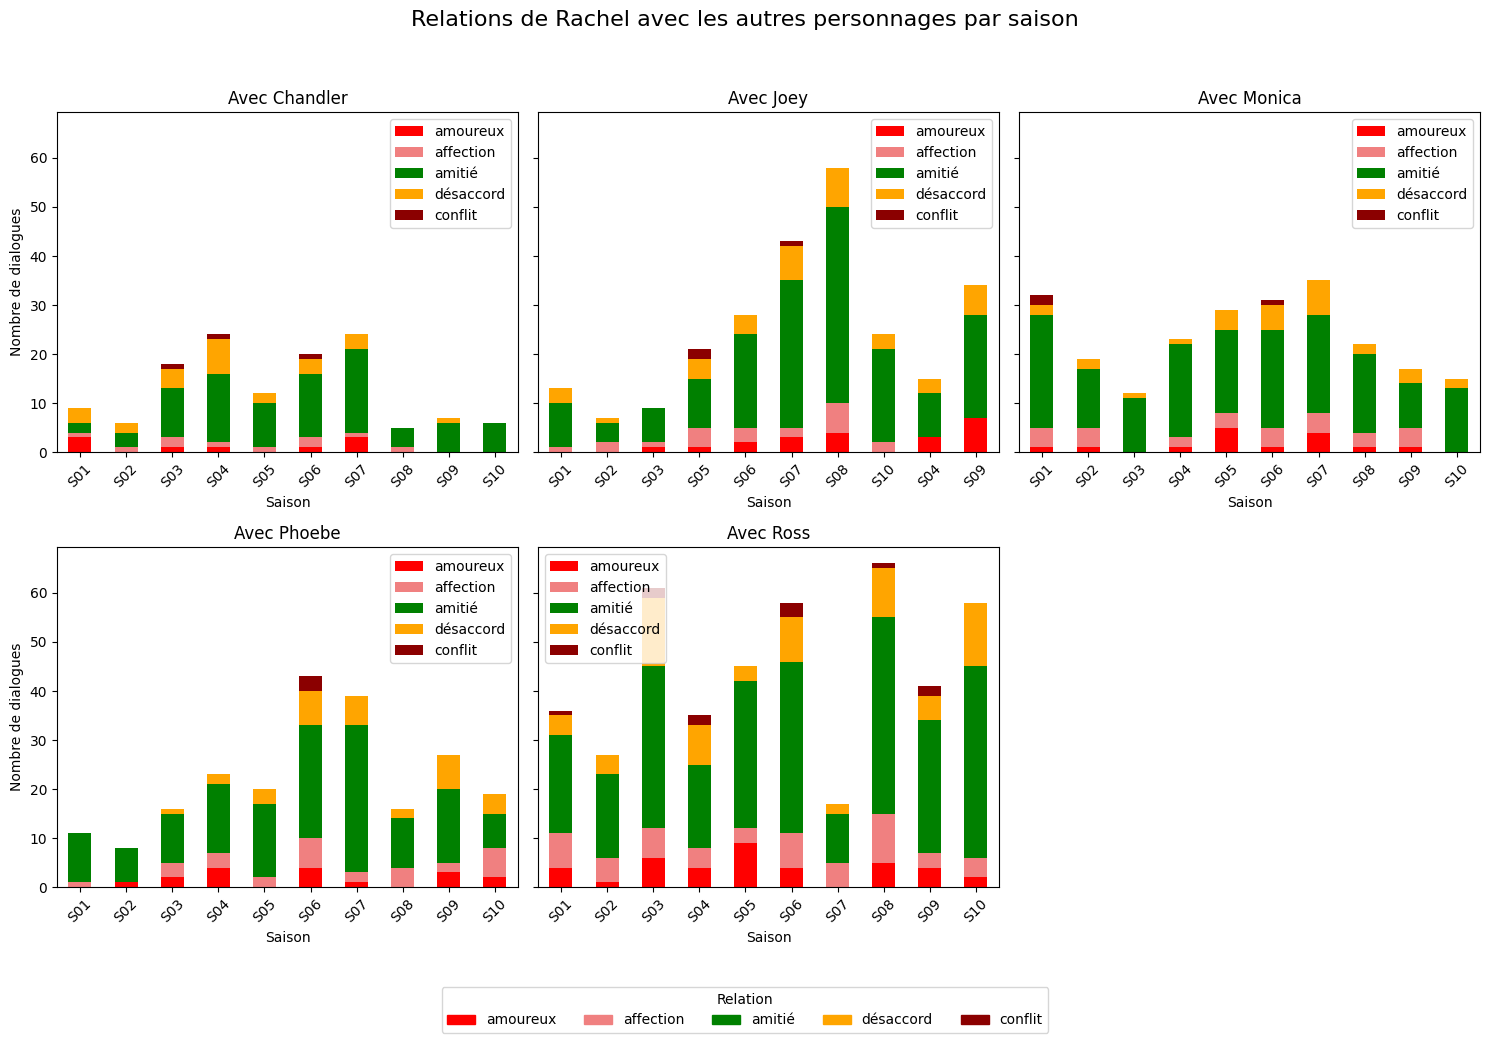 Relations de Rachel avec les autres personnages par saison
Avec Chandler
amoureux
affection
amitié
désaccord
conflit
Nombre de dialogues
60
50
40
30
20
10
0
S01 S02 S03 S04 S05 S06 S07 S08 S09 S10
Saison
Avec Joey
amoureux
affection
amitié
désaccord
conflit
S01 S02 S03 S05 S06 S07 S08 S10 S04 S09
Saison
Avec Monica
amoureux
affection
amitié
désaccord
conflit
S01 S02 S03 S04 S05 S06 S07 S08 S09 S10
Saison
Avec Phoebe
amoureux
affection
amitié
désaccord
conflit
Nombre de dialogues
60
50
40
30
20
10
0
S01 S02 S03 S04 S05 S06 S07 S08 S09 S10
Saison
Avec Ross
amoureux
affection
amitié
désaccord
conflit
S01 S02 S03 S04 S05 S06 S07 S08 S09 S10
Saison
Relation
amoureux affection amitié désaccord conflit